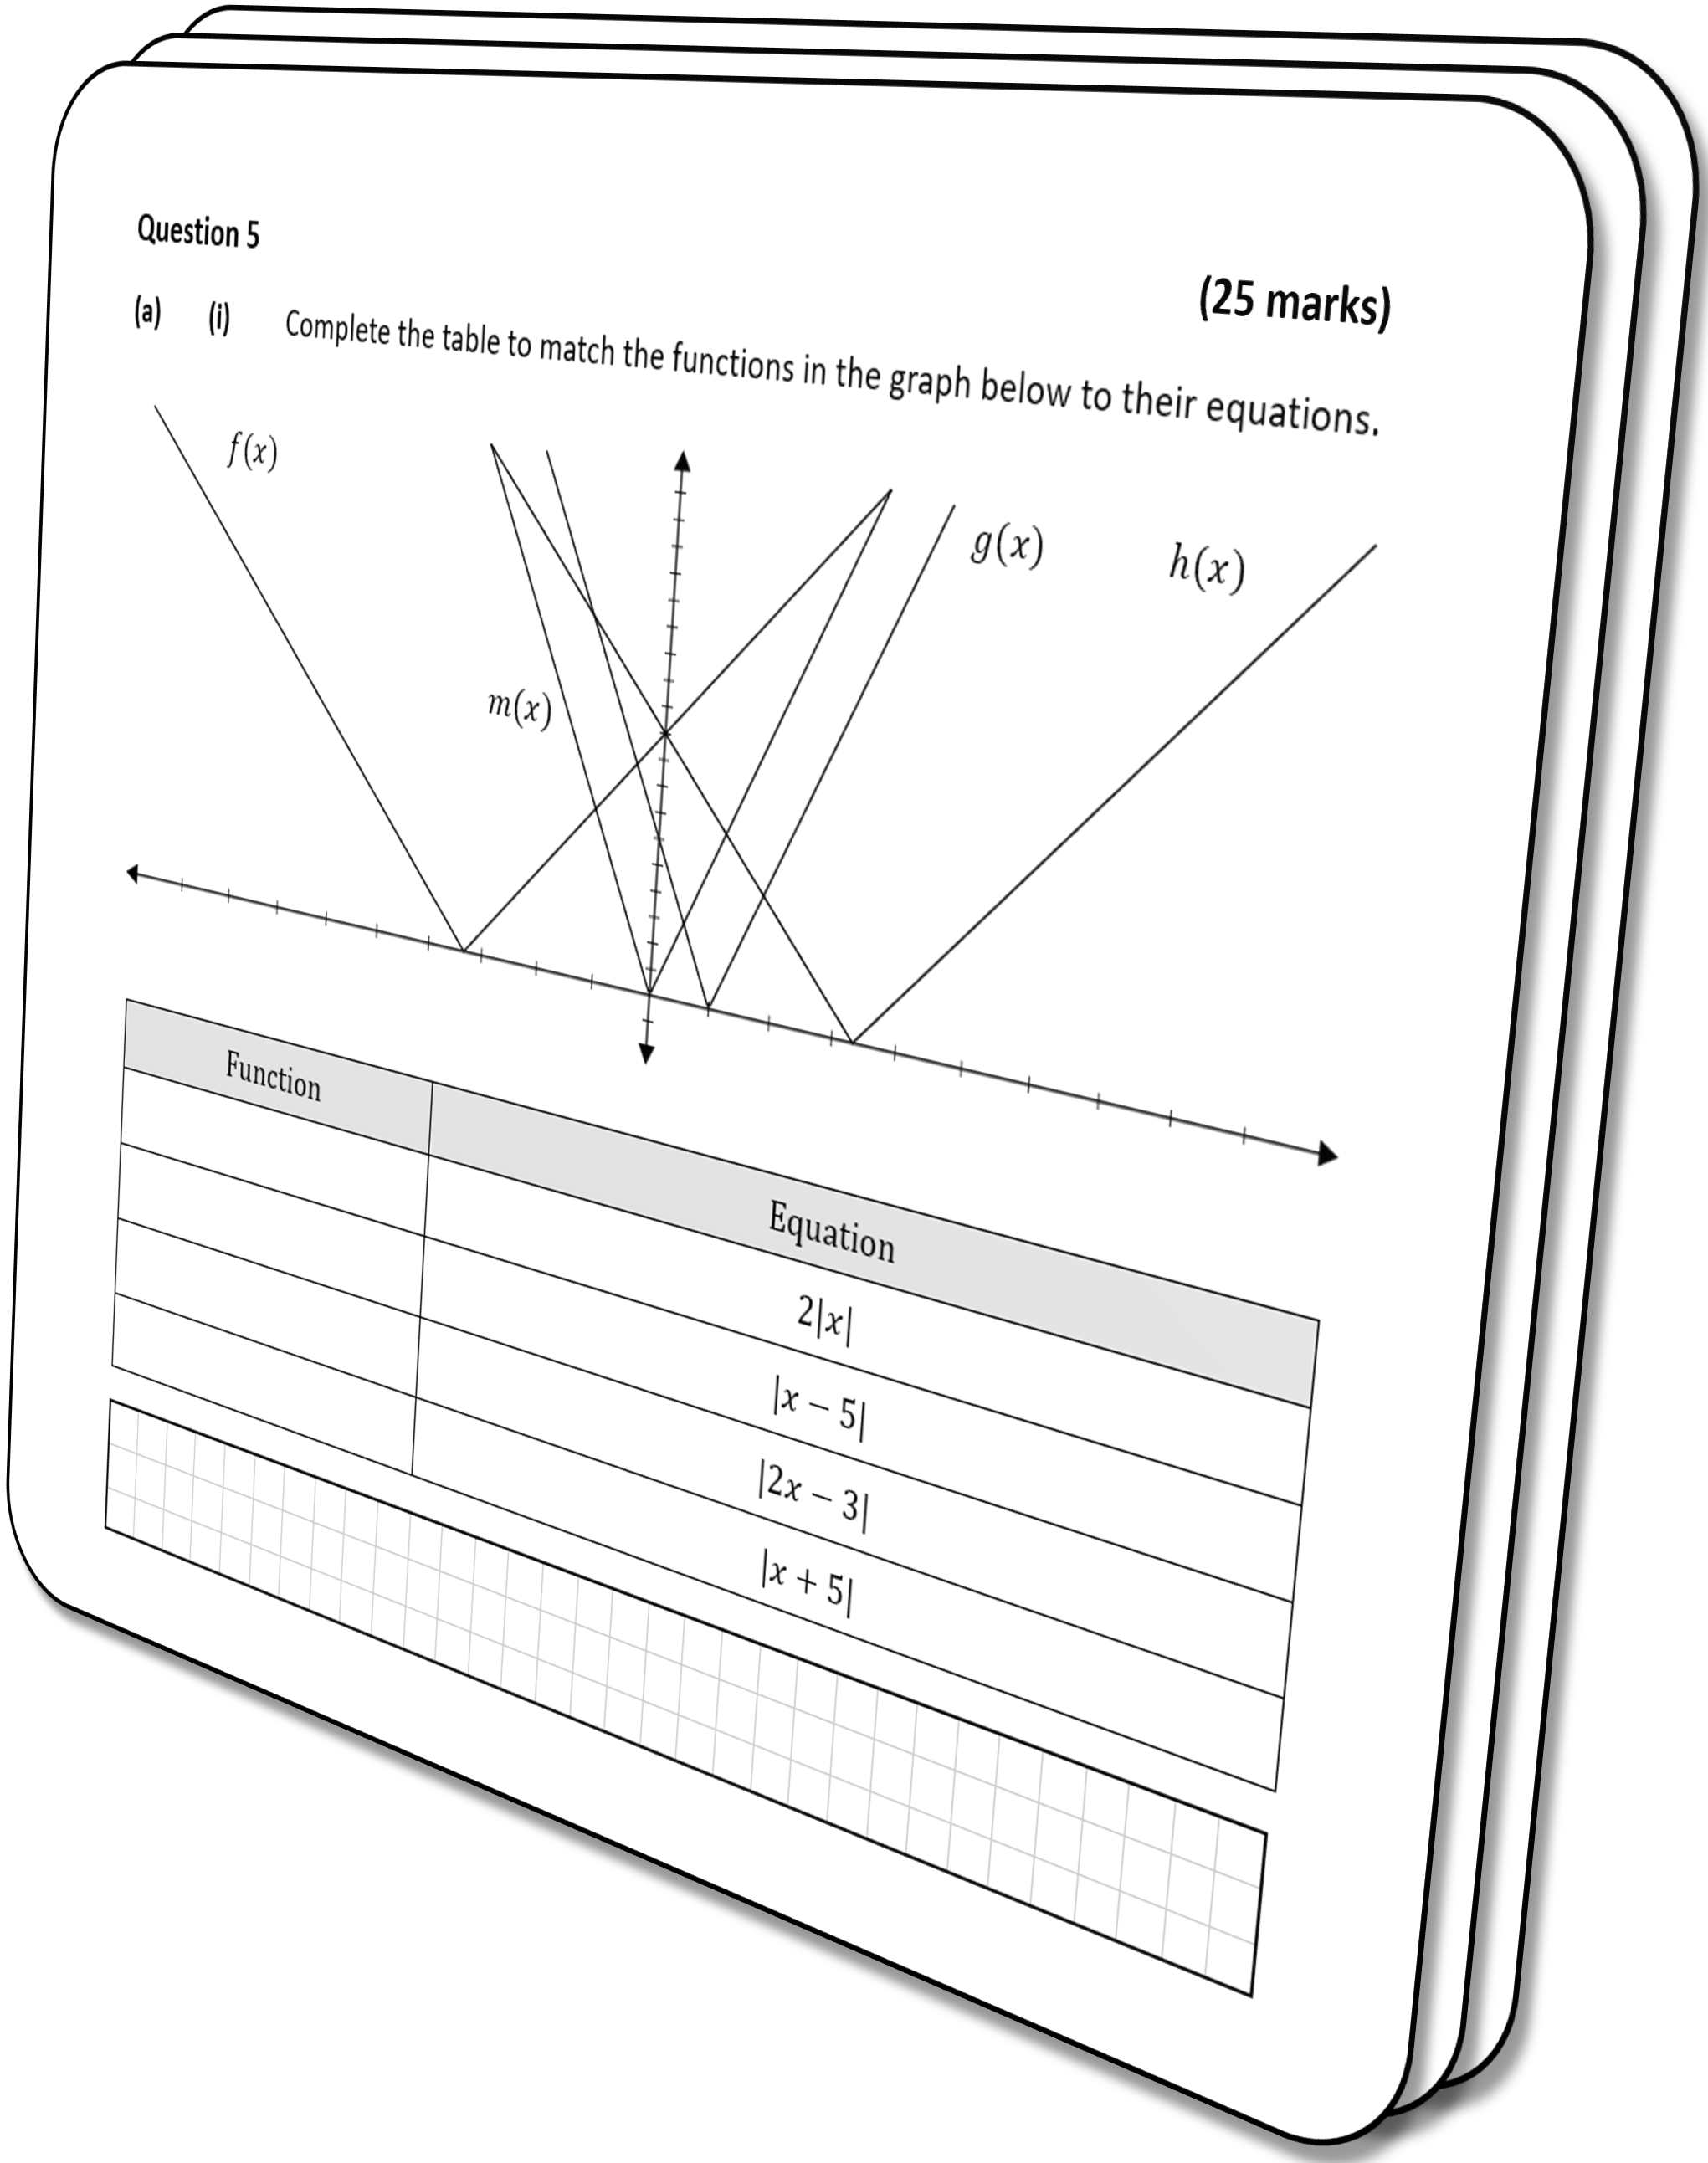 Question 5
(25 marks)
(a) (i) Complete the table to match the functions in the graph below to their equations.
f(x)
g(x)
h(x)
m(x)
Function Equation
2|x|
|x − 5|
|2x − 3|
|x + 5|